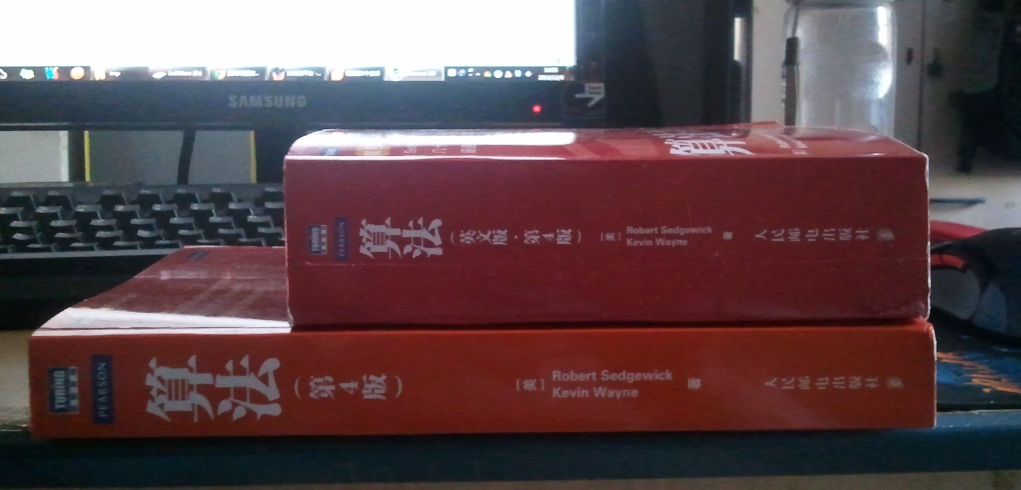 SAMSUNG
算法
TURING
PEARSON
算法
(英文版·第4版)
[美]
Robert Sedgewick
Kevin Wayne
著
人民邮电出版社
TURING
PEARSON
算法
(第4版)
[美]
Robert Sedgewick
Kevin Wayne
著
人民邮电出版社